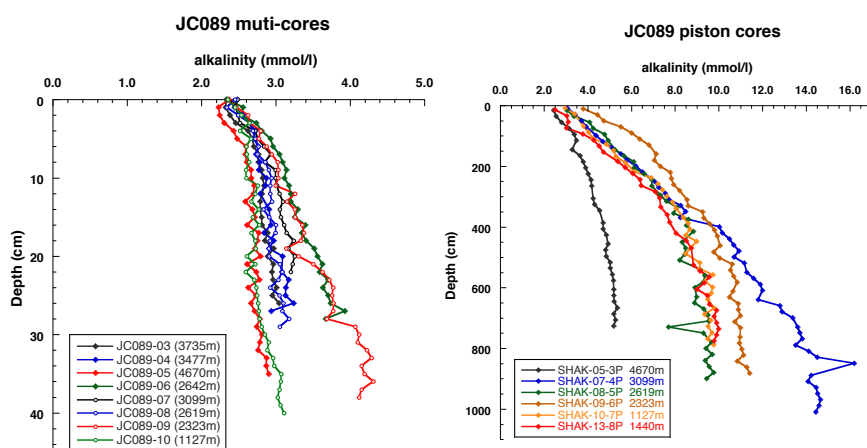 JC089 muti-cores
alkalinity (mmol/l)
0.0 1.0 2.0 3.0 4.0 5.0
0
10
20
30
40
Depth (cm)
JC089-03 (3735m)
JC089-04 (3477m)
JC089-05 (4670m)
JC089-06 (2642m)
JC089-07 (3099m)
JC089-08 (2619m)
JC089-09 (2323m)
JC089-10 (1127m)
JC089 piston cores
alkalinity (mmol/l)
0.0 2.0 4.0 6.0 8.0 10.0 12.0 14.0 16.0
0
200
400
600
800
1000
Depth (cm)
SHAK-05-3P 4670m
SHAK-07-4P 3099m
SHAK-08-5P 2619m
SHAK-09-6P 2323m
SHAK-10-7P 1127m
SHAK-13-8P 1440m